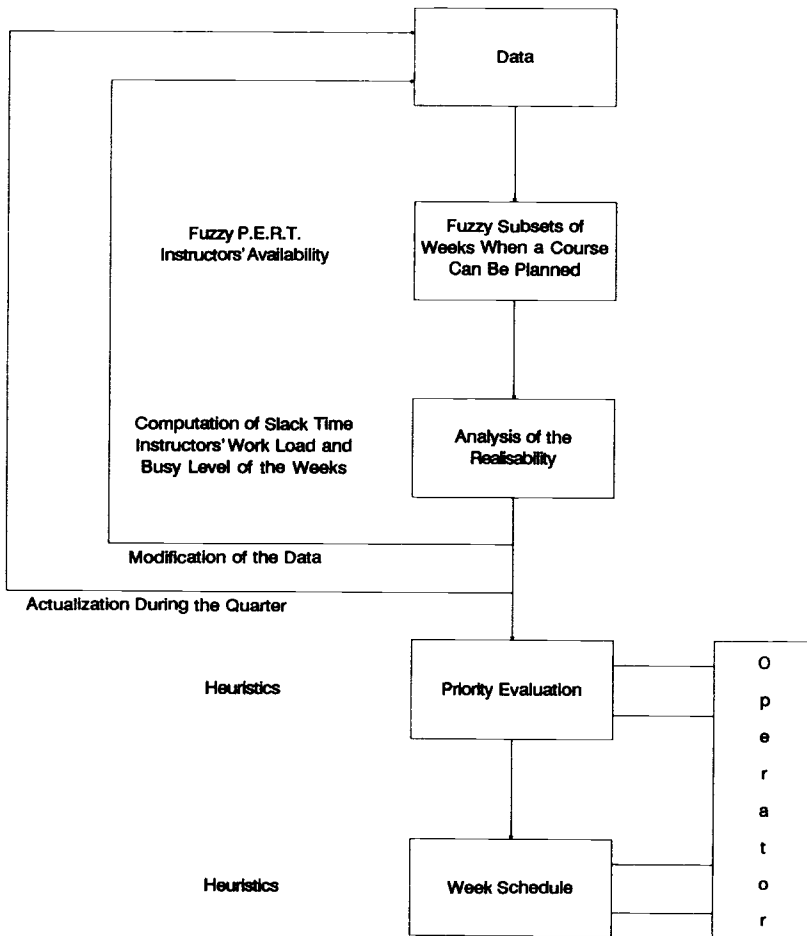 Data
Fuzzy P.E.R.T.
Instructors' Availability
Fuzzy Subsets of
Weeks When a Course
Can Be Planned
Computation of Slack Time
Instructors' Work Load and
Busy Level of the Weeks
Analysis of the
Realisability
Modification of the Data
Actualization During the Quarter
Heuristics
Priority Evaluation
Heuristics
Week Schedule
O
p
e
r
a
t
o
r